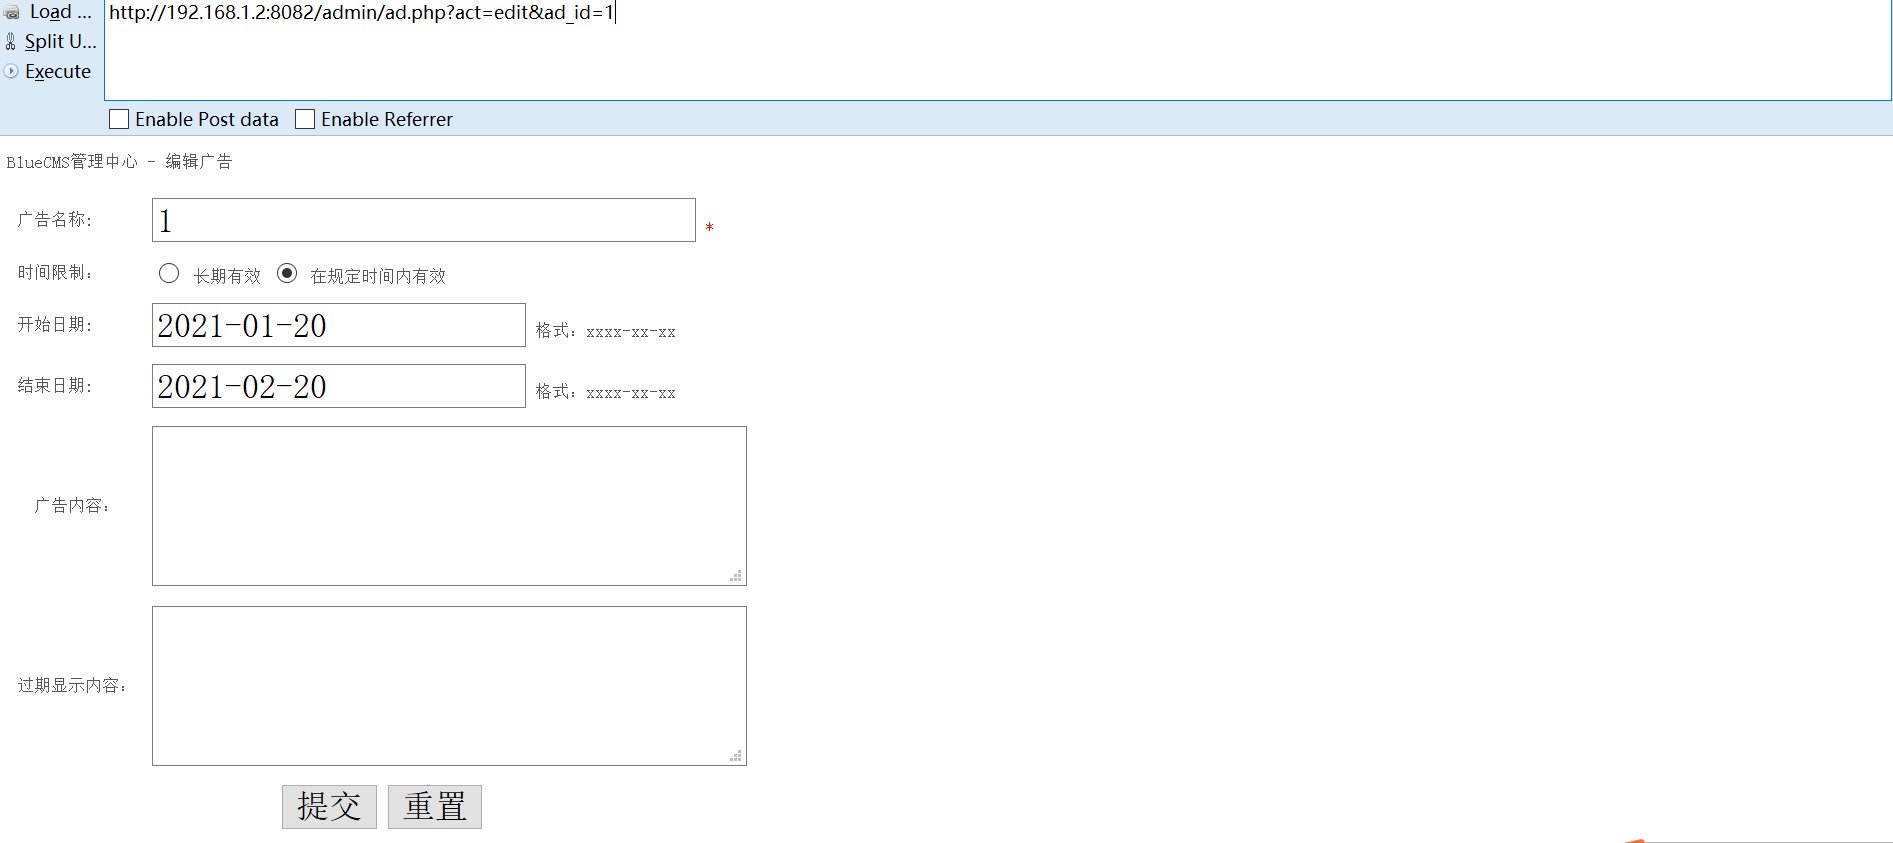 Load ...
http://192.168.1.2:8082/admin/ad.php?act=edit&ad_id=1
Split U...
Execute
Enable Post data Enable Referrer
BlueCMS管理中心 - 编辑广告
广告名称: 1 *
时间限制: 长期有效 在规定时间内有效
开始日期: 2021-01-20 格式: xxxx-xx-xx
结束日期: 2021-02-20 格式: xxxx-xx-xx
广告内容:
过期显示内容:
提交 重置